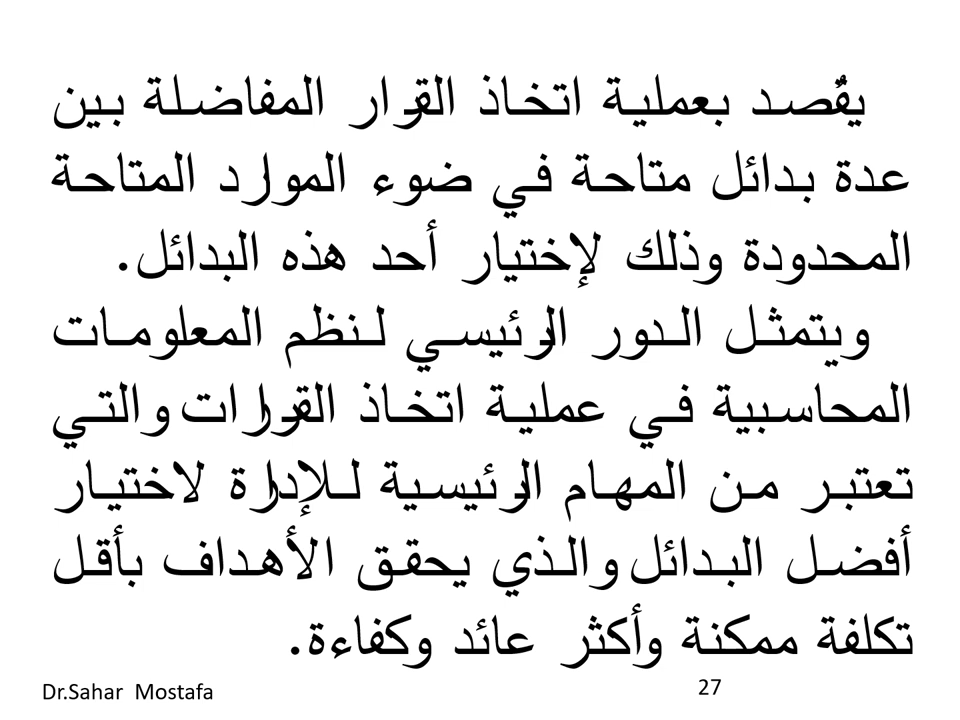 يقُصد بعملية اتخاذ القرار المفاضلة بين
عدة بدائل متاحة في ضوء الموارد المتاحة
المحدودة وذلك لإختيار أحد هذه البدائل.
ويتمثل الدور الرئيسي لنظم المعلومات
المحاسبية في عملية اتخاذ القرارات والتي
تعتبر من المهام الرئيسية للإدارة لاختيار
أفضل البدائل والذي يحقق الأهداف بأقل
تكلفة ممكنة وأكثر عائد وكفاءة.
Dr.Sahar Mostafa
27